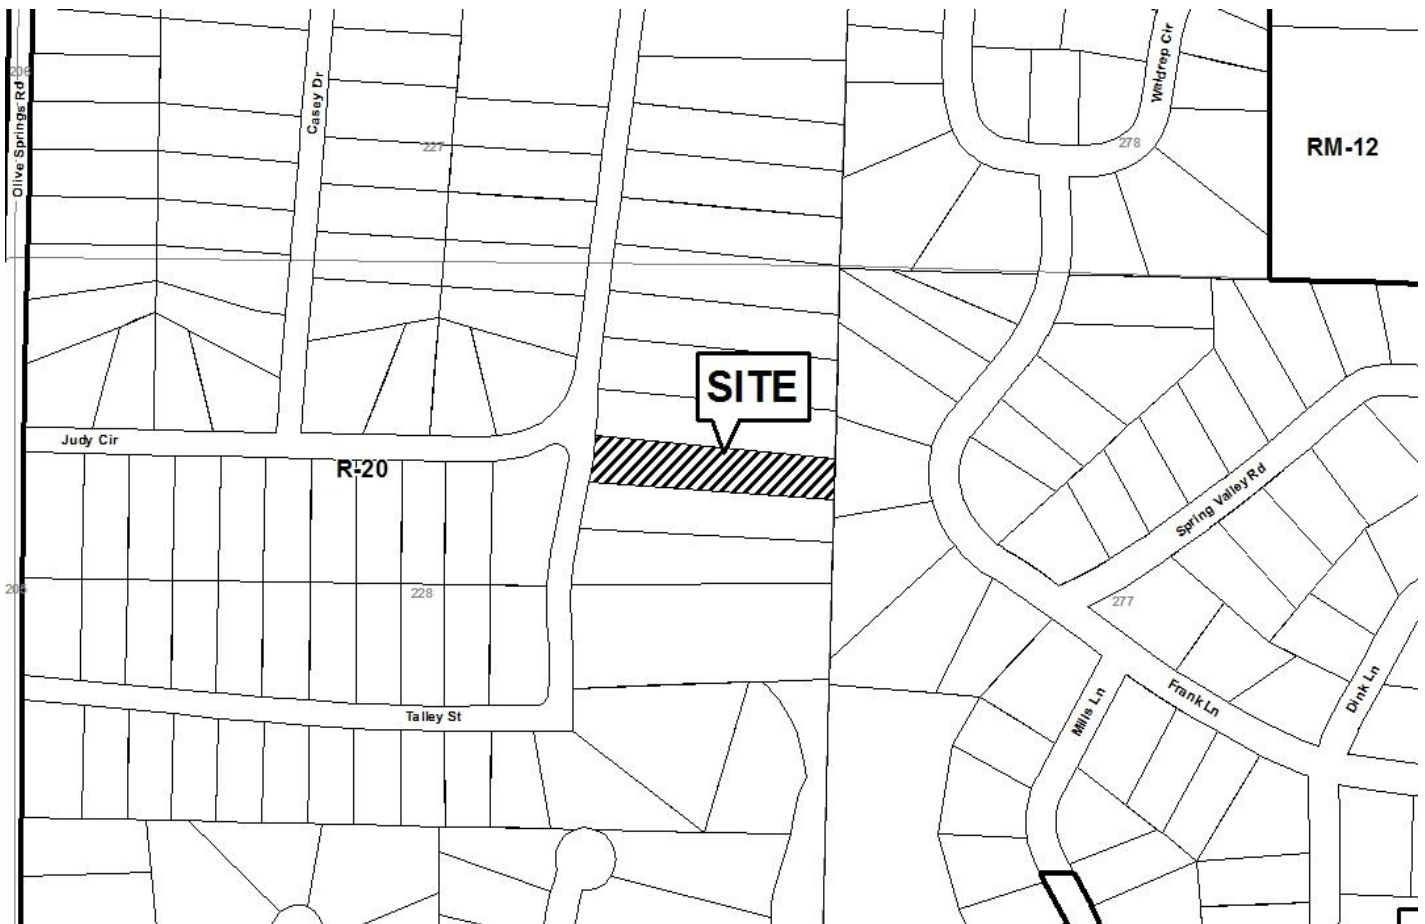 206
Olive Springs Rd
Casey Dr
227
Waldrep Cir
278
RM-12
SITE
Judy Cir
R-20
Spring Valley Rd
228
277
Talley St
Mills Ln
Frank Ln
Dink Ln